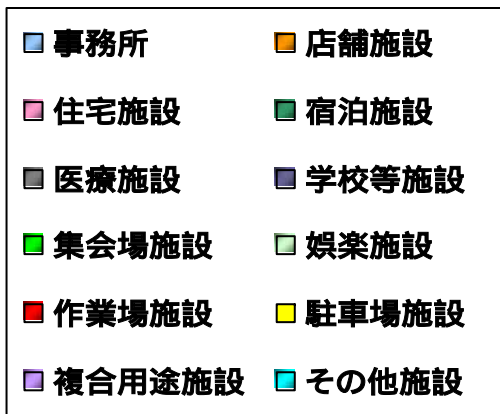 事務所 店舗施設
住宅施設 宿泊施設
医療施設 学校等施設
集会場施設 娯楽施設
作業場施設 駐車場施設
複合用途施設 その他施設